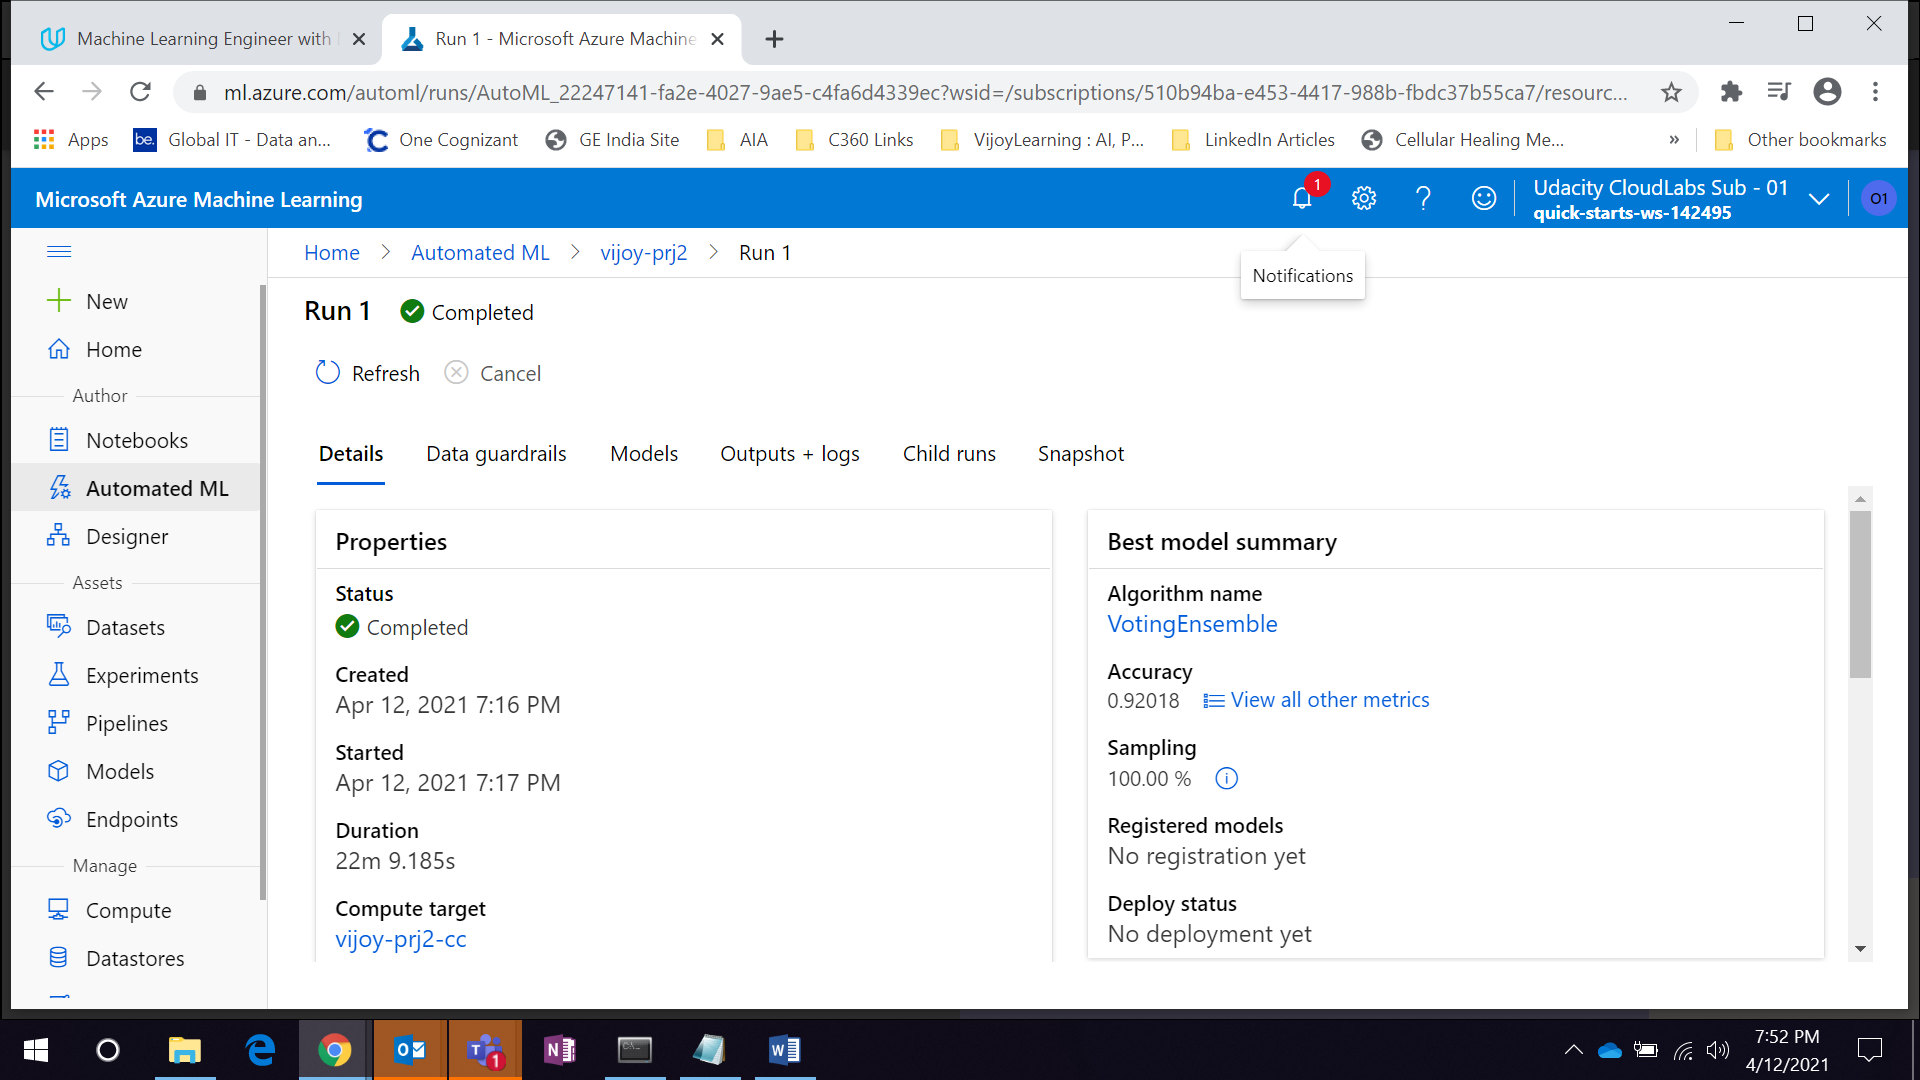 Machine Learning Engineer with
Run 1 - Microsoft Azure Machine
ml.azure.com/automl/runs/AutoML_22247141-fa2e-4027-9ae5-c4fa6d4339ec?wsid=/subscriptions/510b94ba-e453-4417-988b-fbdc37b55ca7/resourc...
Apps
be.
Global IT - Data an...
One Cognizant
GE India Site
AIA
C360 Links
VijoyLearning : AI, P...
LinkedIn Articles
Cellular Healing Me...
»
Other bookmarks
Microsoft Azure Machine Learning
1
Udacity CloudLabs Sub - 01
quick-starts-ws-142495
O1
Home > Automated ML > vijoy-prj2 > Run 1
Notifications
New
Home
Author
Notebooks
Automated ML
Designer
Assets
Datasets
Experiments
Pipelines
Models
Endpoints
Manage
Compute
Datastores
Run 1
Completed
Refresh
Cancel
Details
Data guardrails
Models
Outputs + logs
Child runs
Snapshot
Properties
Status
Completed
Created
Apr 12, 2021 7:16 PM
Started
Apr 12, 2021 7:17 PM
Duration
22m 9.185s
Compute target
vijoy-prj2-cc
Best model summary
Algorithm name
VotingEnsemble
Accuracy
0.92018
View all other metrics
Sampling
100.00 %
Registered models
No registration yet
Deploy status
No deployment yet
1
7:52 PM
4/12/2021